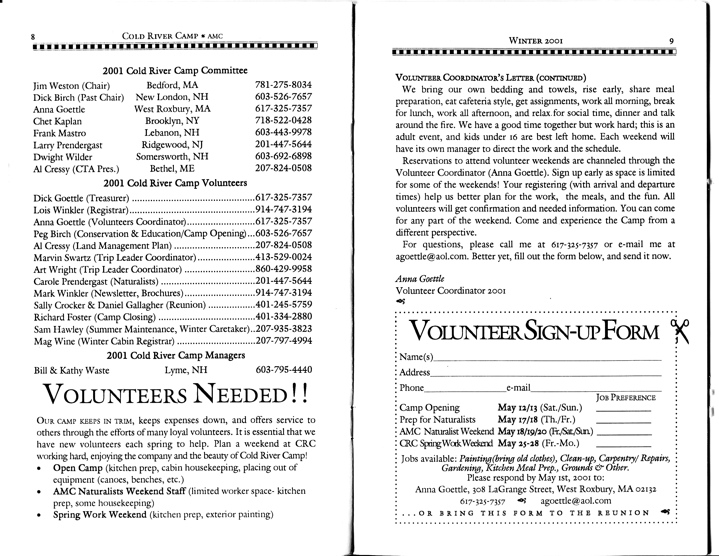 8
COLD RIVER CAMP • AMC
2001 Cold River Camp Committee
Jim Weston (Chair) Bedford, MA 781-275-8034
Dick Birch (Past Chair) New London, NH 603-526-7657
Anna Goettle West Roxbury, MA 617-325-7357
Chet Kaplan Brooklyn, NY 718-522-0428
Frank Mastro Lebanon, NH 603-443-9978
Larry Prendergast Ridgewood, NJ 201-447-5644
Dwight Wilder Somersworth, NH 603-692-6898
Al Cressy (CTA Pres.) Bethel, ME 207-824-0508
2001 Cold River Camp Volunteers
Dick Goettle (Treasurer) ..........................................617-325-7357
Lois Winkler (Registrar)...........................................914-747-3194
Anna Goettle (Volunteers Coordinator)......................617-325-7357
Peg Birch (Conservation & Education/Camp Opening)...603-526-7657
Al Cressy (Land Management Plan) ...........................207-824-0508
Marvin Swartz (Trip Leader Coordinator)...................413-529-0024
Art Wright (Trip Leader Coordinator) ........................860-429-9958
Carole Prendergast (Naturalists) ................................201-447-5644
Mark Winkler (Newsletter, Brochures)........................914-747-3194
Sally Crocker & Daniel Gallagher (Reunion) ................401-245-5759
Richard Foster (Camp Closing) .................................401-334-2880
Sam Hawley (Summer Maintenance, Winter Caretaker)..207-935-3823
Mag Wine (Winter Cabin Registrar) ...........................207-797-4994
2001 Cold River Camp Managers
Bill & Kathy Waste Lyme, NH 603-795-4440
VOLUNTEERS NEEDED!!
OUR CAMP KEEPS IN TRIM, keeps expenses down, and offers service to
others through the efforts of many loyal volunteers. It is essential that we
have new volunteers each spring to help. Plan a weekend at CRC
working hard, enjoying the company and the beauty of Cold River Camp!
• Open Camp (kitchen prep, cabin housekeeping, placing out of
equipment (canoes, benches, etc.)
• AMC Naturalists Weekend Staff (limited worker space- kitchen
prep, some housekeeping)
• Spring Work Weekend (kitchen prep, exterior painting)
WINTER 2001
9
VOLUNTEER COORDINATOR'S LETTER (CONTINUED)
We bring our own bedding and towels, rise early, share meal
preparation, eat cafeteria style, get assignments, work all morning, break
for lunch, work all afternoon, and relax for social time, dinner and talk
around the fire. We have a good time together but work hard; this is an
adult event, and kids under 16 are best left home. Each weekend will
have its own manager to direct the work and the schedule.
Reservations to attend volunteer weekends are channeled through the
Volunteer Coordinator (Anna Goettle). Sign up early as space is limited
for some of the weekends! Your registering (with arrival and departure
times) help us better plan for the work, the meals, and the fun. All
volunteers will get confirmation and needed information. You can come
for any part of the weekend. Come and experience the Camp from a
different perspective.
For questions, please call me at 617-325-7357 or e-mail me at
agoettle@aol.com. Better yet, fill out the form below, and send it now.
Anna Goettle
Volunteer Coordinator 2001
VOLUNTEER SIGN-UP FORM
Name(s)
Address
Phone e-mail
JOB PREFERENCE
Camp Opening May 12/13 (Sat./Sun.)
Prep for Naturalists May 17/18 (Th./Fr.)
AMC Naturalist Weekend May 18/19/20 (Fr./Sat./Sun.)
CRC Spring Work Weekend May 25-28 (Fr.-Mo.)
Jobs available: Painting(bring old clothes), Clean-up, Carpentry/ Repairs,
Gardening, Kitchen Meal Prep., Grounds & Other.
Please respond by May 1st, 2001 to:
Anna Goettle, 308 LaGrange Street, West Roxbury, MA 02132
617-325-7357 agoettle@aol.com
...OR BRING THIS FORM TO THE REUNION